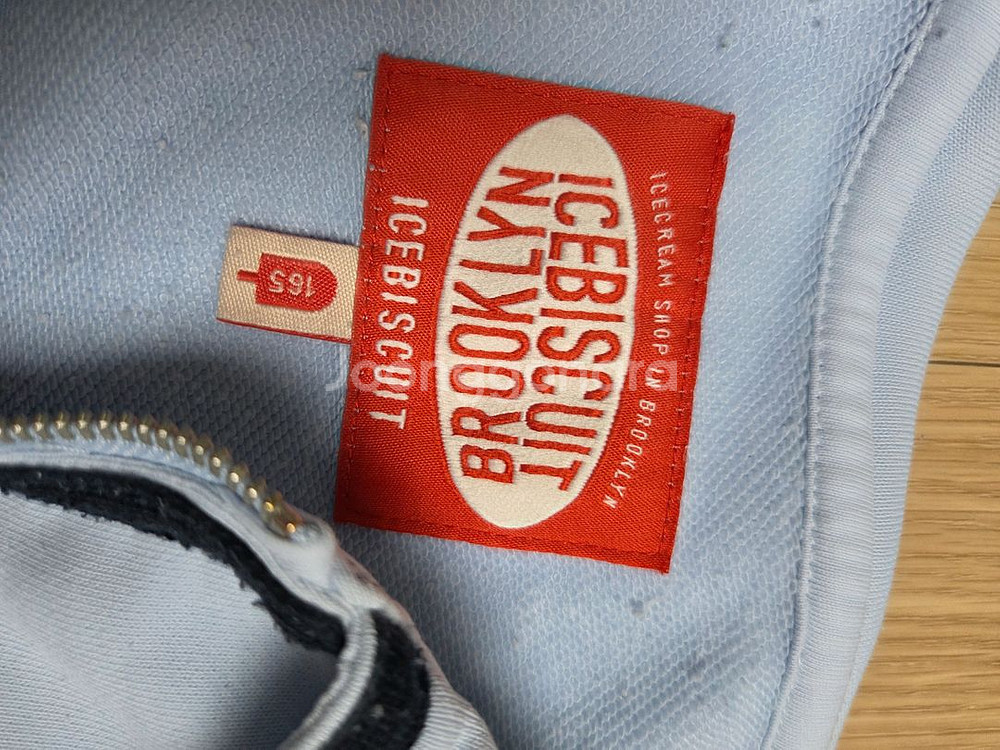 ICECREAM SHOP IN BROOKLYN
ICEBISCUIT
BROOKLYN
ICEBISCUIT
165